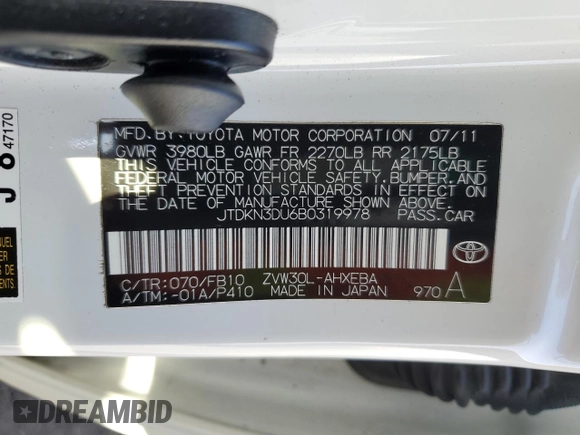 MFD. BY: TOYOTA MOTOR CORPORATION 07/11
GVWR 3980LB GAWR FR 2270LB RR 2175LB
THIS VEHICLE CONFORMS TO ALL APPLICABLE
FEDERAL MOTOR VEHICLE SAFETY, BUMPER, AND
THEFT PREVENTION STANDARDS IN EFFECT ON
THE DATE OF MANUFACTURE SHOWN ABOVE.
JTDKN3DU6B0319978 PASS.CAR
C/TR:070/FB10 ZVW30L-AHXEBA
A/TM:-01A/P410 MADE IN JAPAN 970 A
TOYOTA
47170
DREAMBID